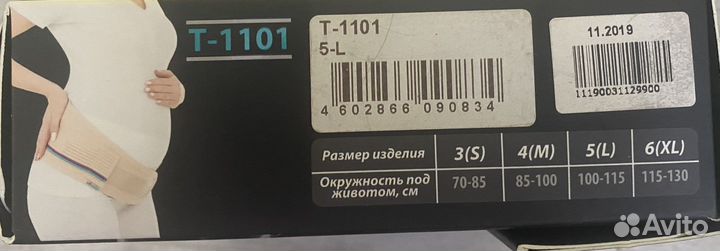 T-1101
T-1101
5-L
4 602866 090834
11.2019
11190031129900
Размер изделия 3(S) 4(M) 5(L) 6(XL)
Окружность под животом, см 70-85 85-100 100-115 115-130
Avito